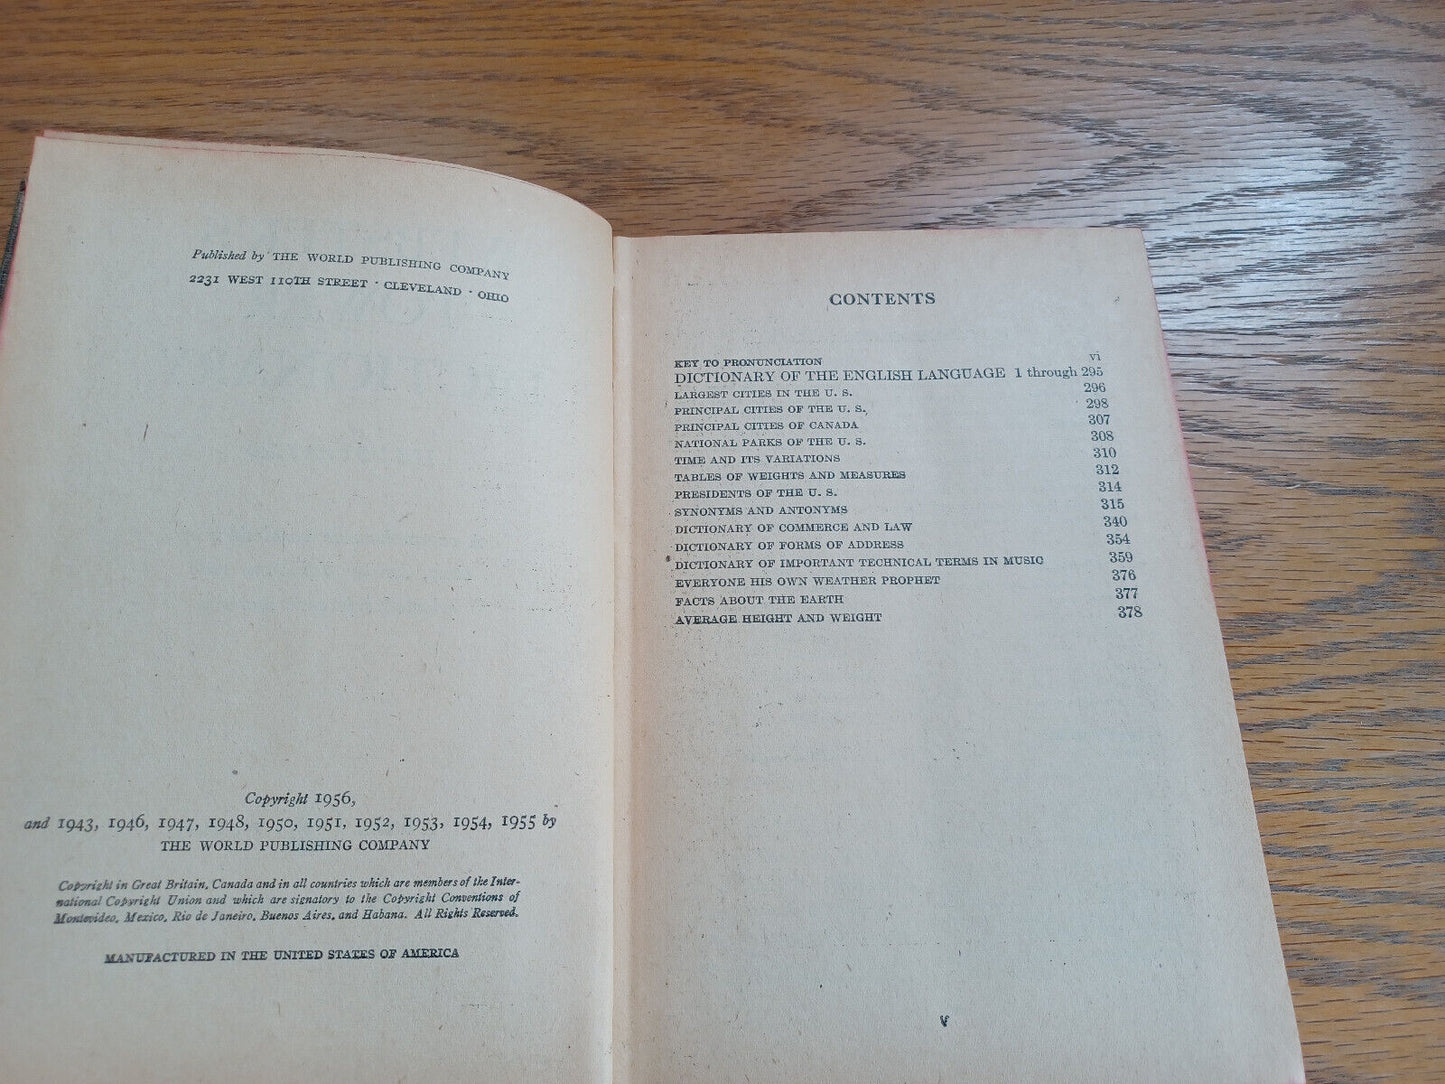 Published by THE WORLD PUBLISHING COMPANY
2231 WEST 110TH STREET · CLEVELAND · OHIO
Copyright 1956,
and 1943, 1946, 1947, 1948, 1950, 1951, 1952, 1953, 1954, 1955 by
THE WORLD PUBLISHING COMPANY
Copyright in Great Britain, Canada and in all countries which are members of the Inter-
national Copyright Union and which are signatory to the Copyright Conventions of
Montevideo, Mexico, Rio de Janeiro, Buenos Aires, and Habana. All Rights Reserved.
MANUFACTURED IN THE UNITED STATES OF AMERICA
CONTENTS
KEY TO PRONUNCIATION vi
DICTIONARY OF THE ENGLISH LANGUAGE 1 through 295
LARGEST CITIES IN THE U. S. 296
PRINCIPAL CITIES OF THE U. S. 298
PRINCIPAL CITIES OF CANADA 307
NATIONAL PARKS OF THE U. S. 308
TIME AND ITS VARIATIONS 310
TABLES OF WEIGHTS AND MEASURES 312
PRESIDENTS OF THE U. S. 314
SYNONYMS AND ANTONYMS 315
DICTIONARY OF COMMERCE AND LAW 340
DICTIONARY OF FORMS OF ADDRESS 354
DICTIONARY OF IMPORTANT TECHNICAL TERMS IN MUSIC 359
EVERYONE HIS OWN WEATHER PROPHET 376
FACTS ABOUT THE EARTH 377
AVERAGE HEIGHT AND WEIGHT 378
v